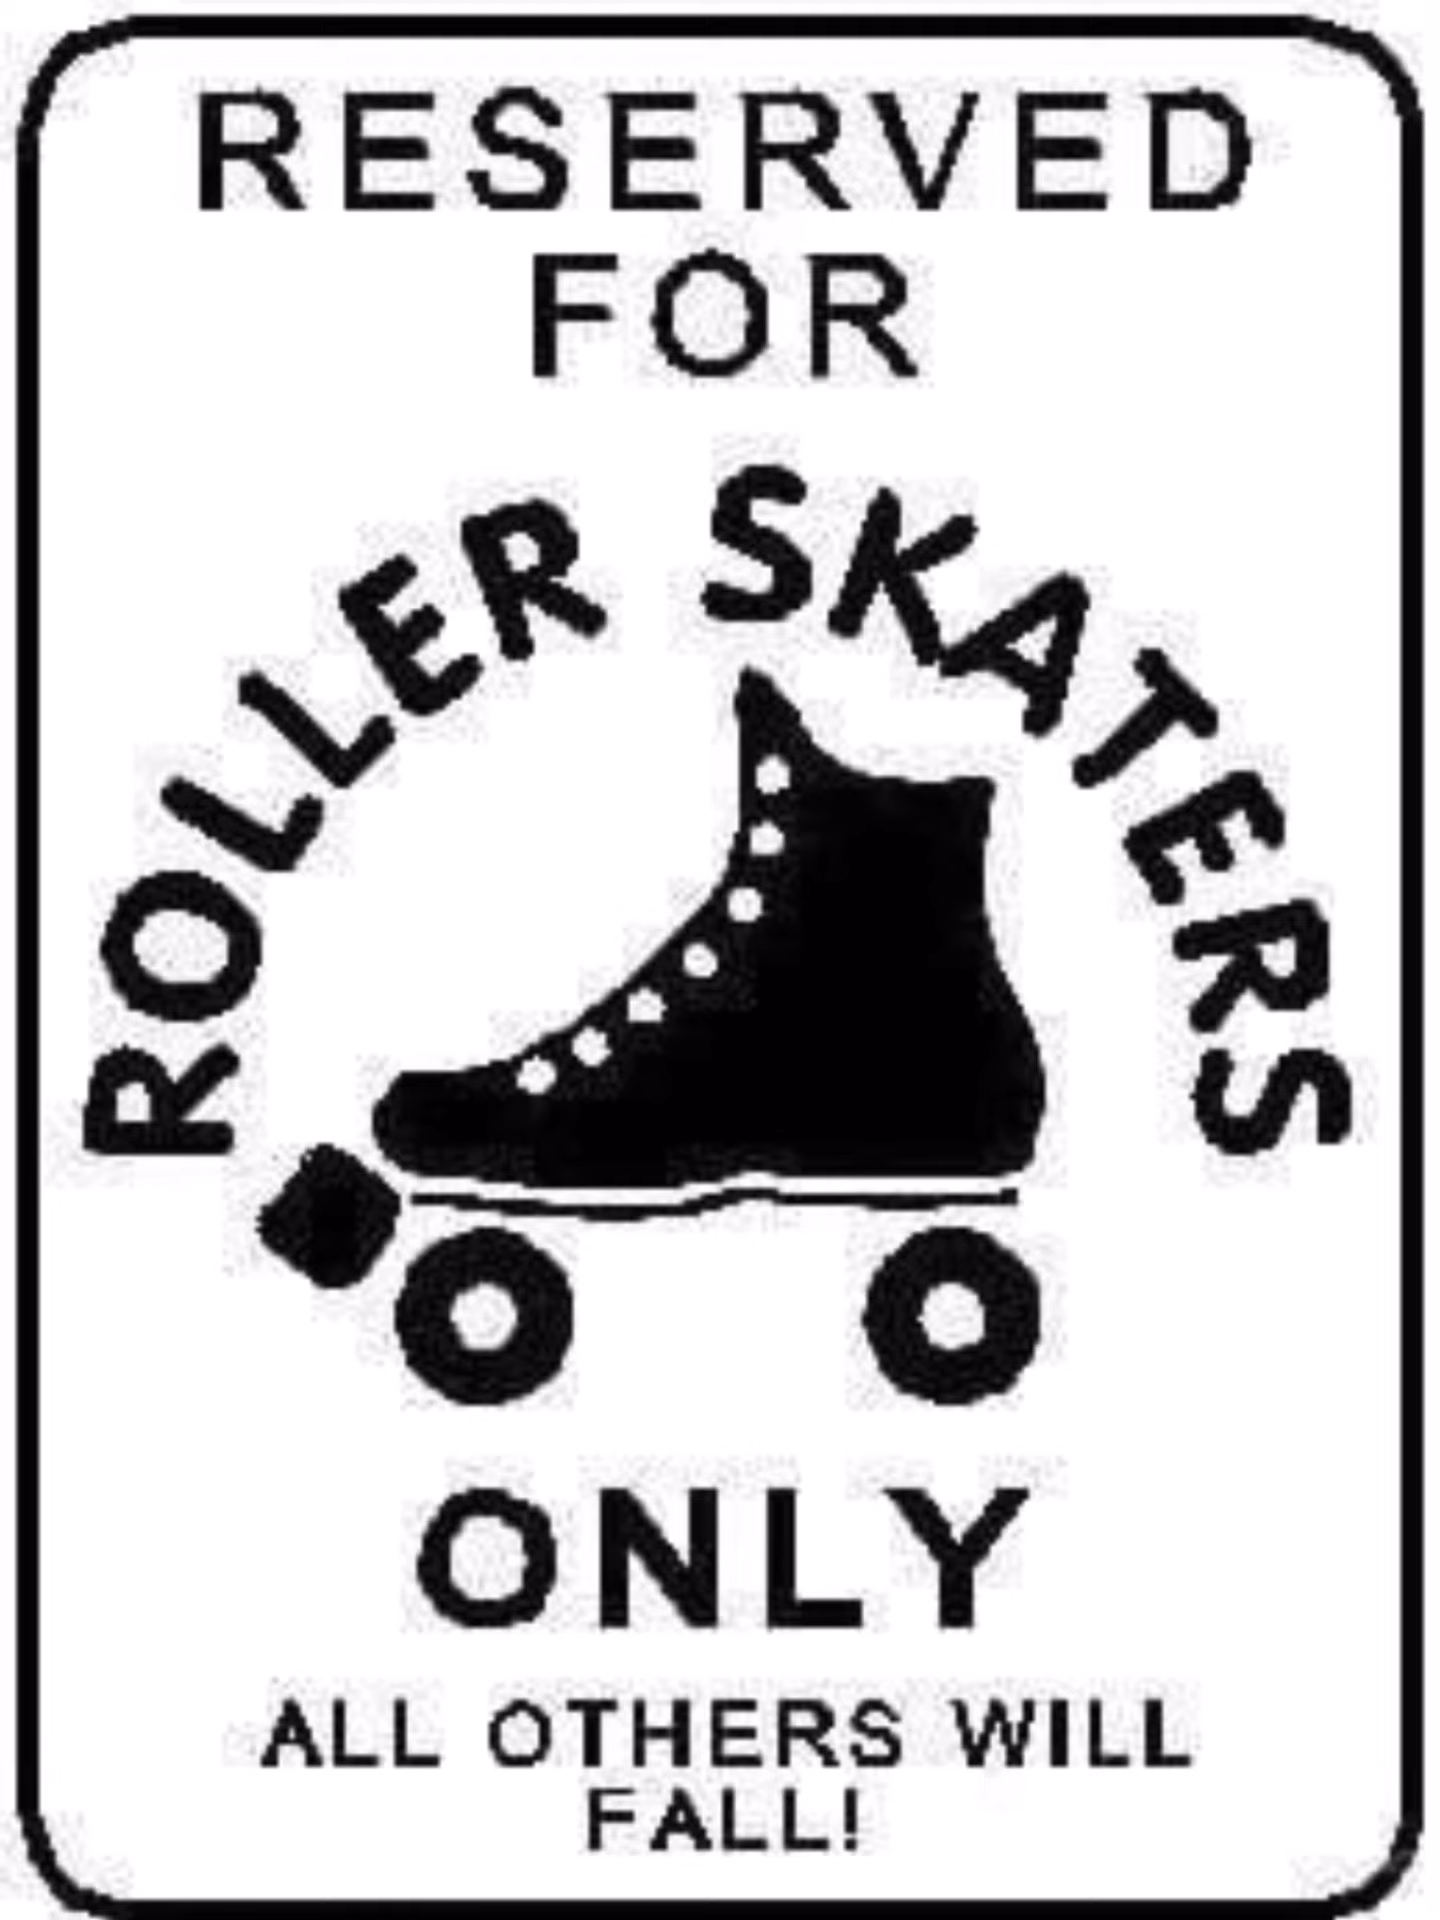 RESERVED
FOR
ROLLER SKATERS
ONLY
ALL OTHERS WILL
FALL!